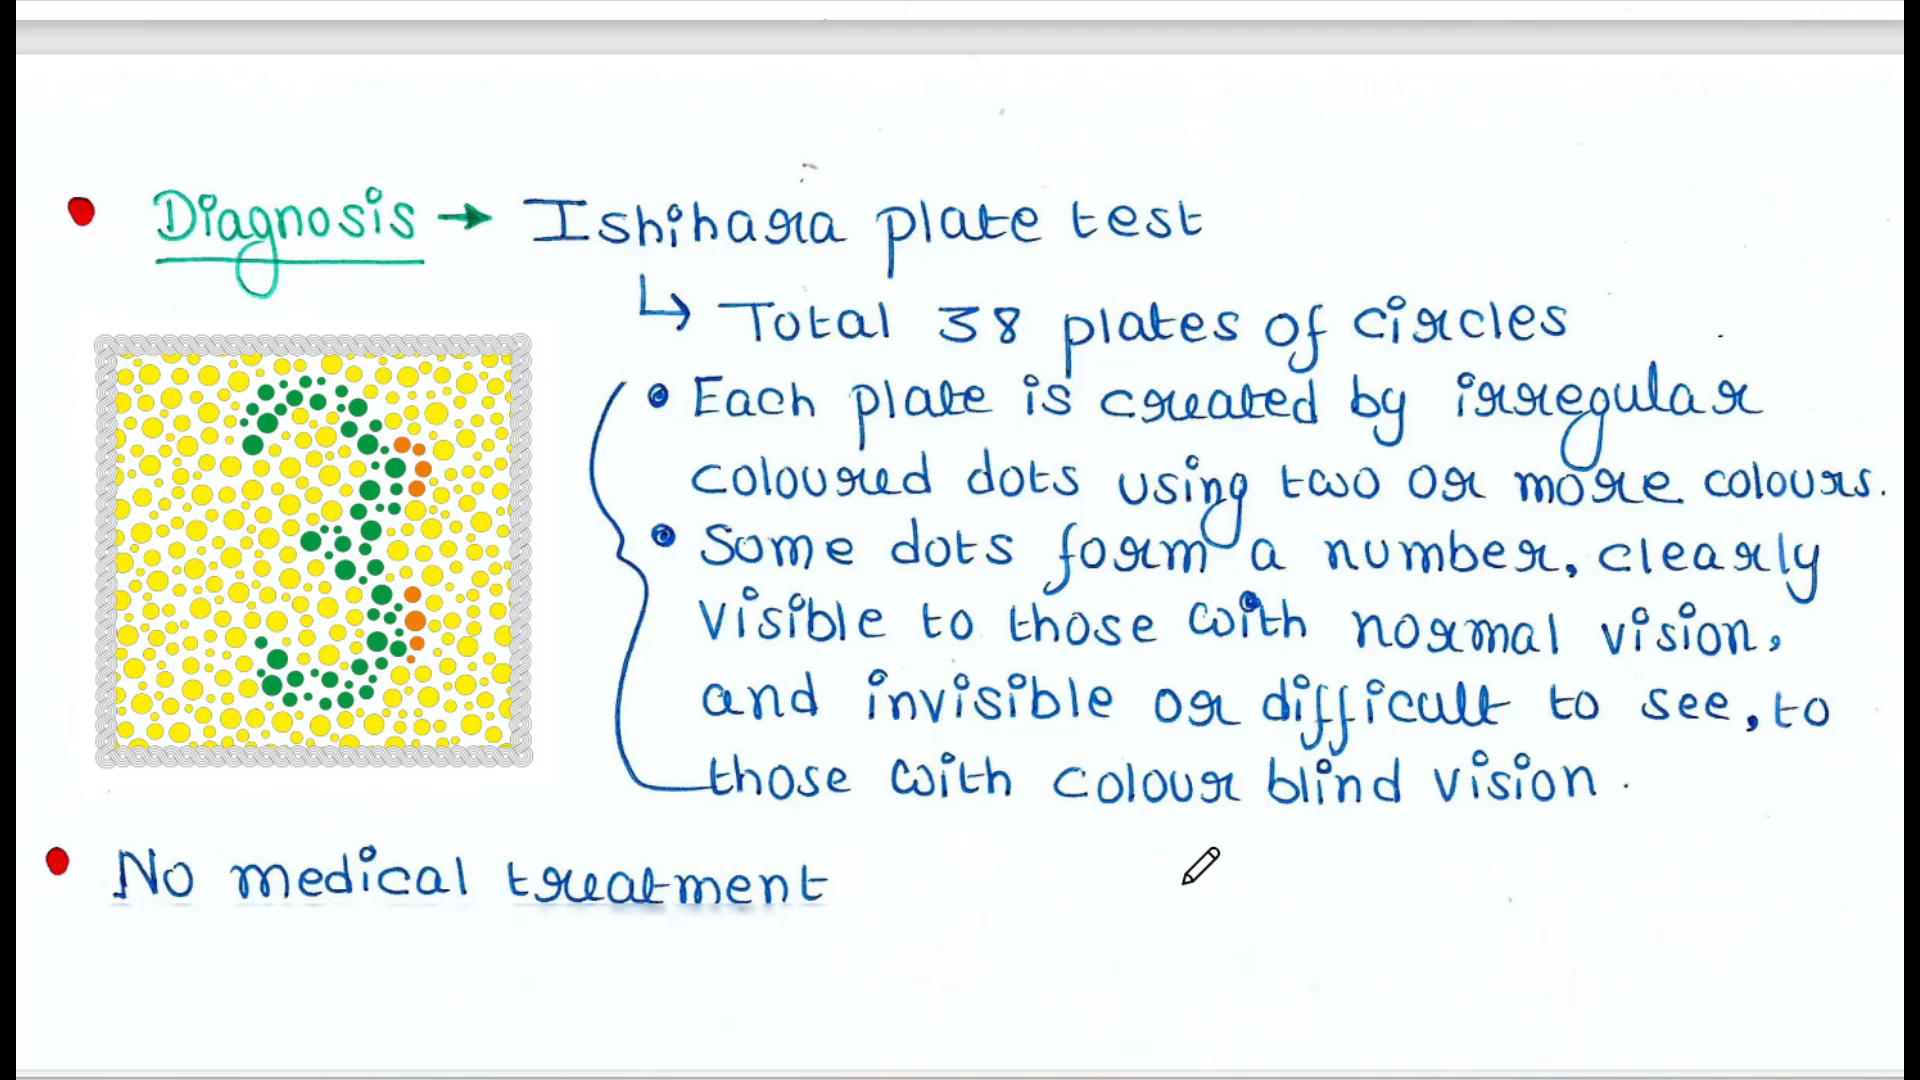 Diagnosis → Ishihara plate test
↳ Total 38 plates of circles
• Each plate is created by irregular
coloured dots using two or more colours.
• Some dots form a number, clearly
visible to those with normal vision,
and invisible or difficult to see, to
those with colour blind vision.
• No medical treatment